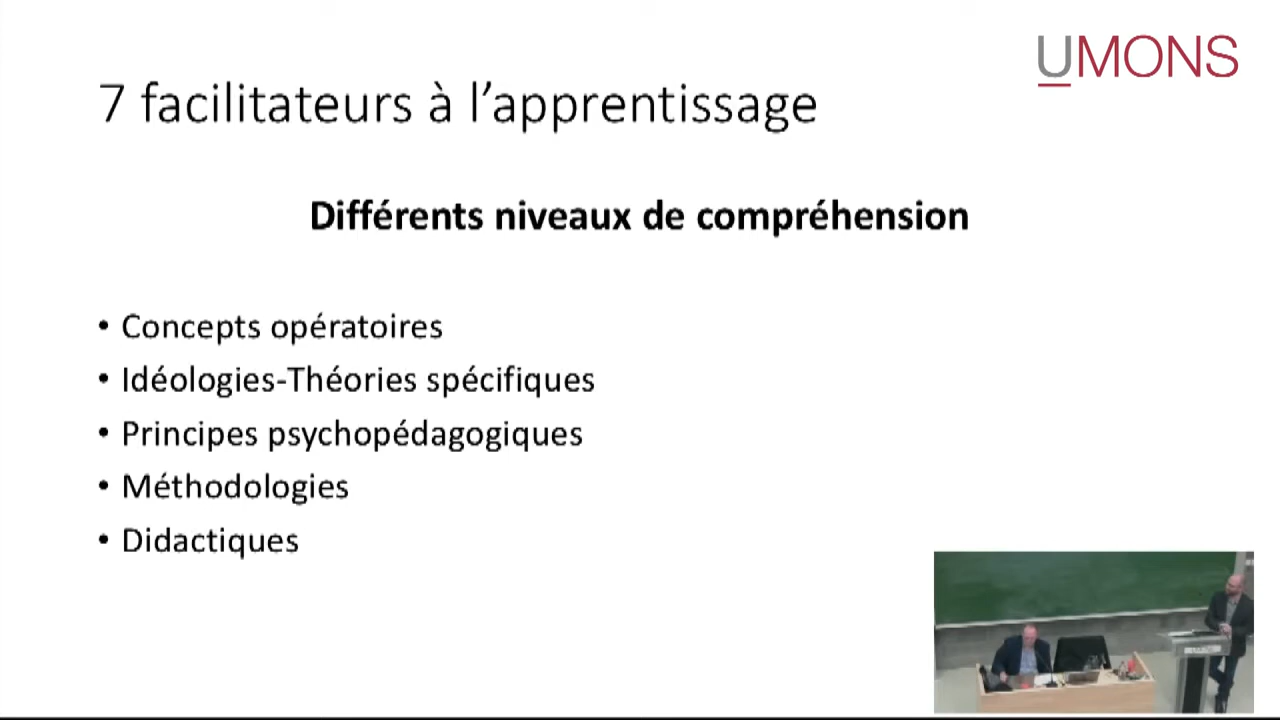 UMONS
7 facilitateurs à l'apprentissage
Différents niveaux de compréhension
• Concepts opératoires
• Idéologies-Théories spécifiques
• Principes psychopédagogiques
• Méthodologies
• Didactiques